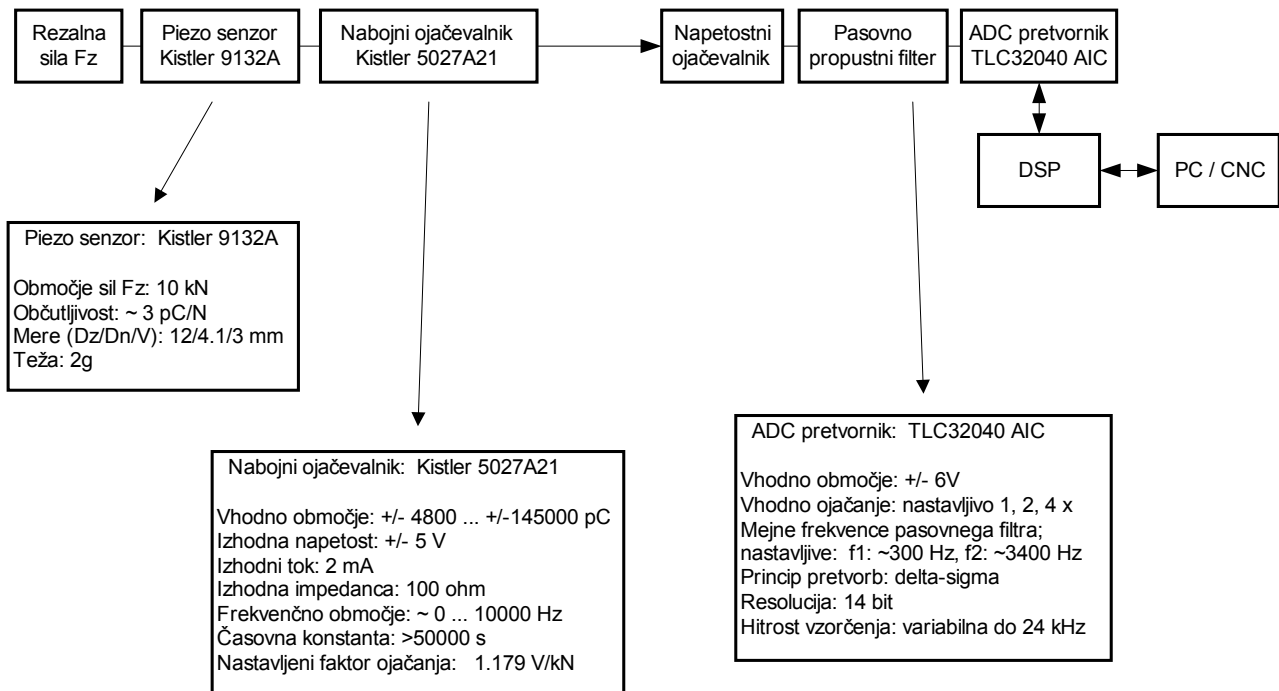 Rezalna
sila Fz
Piezo senzor
Kistler 9132A
Nabojni ojačevalnik
Kistler 5027A21
Napetostni
ojačevalnik
Pasovno
propustni filter
ADC pretvornik
TLC32040 AIC
DSP
PC / CNC
Piezo senzor:  Kistler 9132A
Območje sil Fz: 10 kN
Občutljivost: ~ 3 pC/N
Mere (Dz/Dn/V): 12/4.1/3 mm
Teža: 2g
Nabojni ojačevalnik:  Kistler 5027A21
Vhodno območje: +/- 4800 ... +/-145000 pC
Izhodna napetost: +/- 5 V
Izhodni tok: 2 mA
Izhodna impedanca: 100 ohm
Frekvenčno območje: ~ 0 ... 10000 Hz
Časovna konstanta: >50000 s
Nastavljeni faktor ojačanja:   1.179 V/kN
ADC pretvornik:  TLC32040 AIC
Vhodno območje: +/- 6V
Vhodno ojačanje: nastavljivo 1, 2, 4 x
Mejne frekvence pasovnega filtra;
nastavljive:  f1: ~300 Hz, f2: ~3400 Hz
Princip pretvorb: delta-sigma
Resolucija: 14 bit
Hitrost vzorčenja: variabilna do 24 kHz